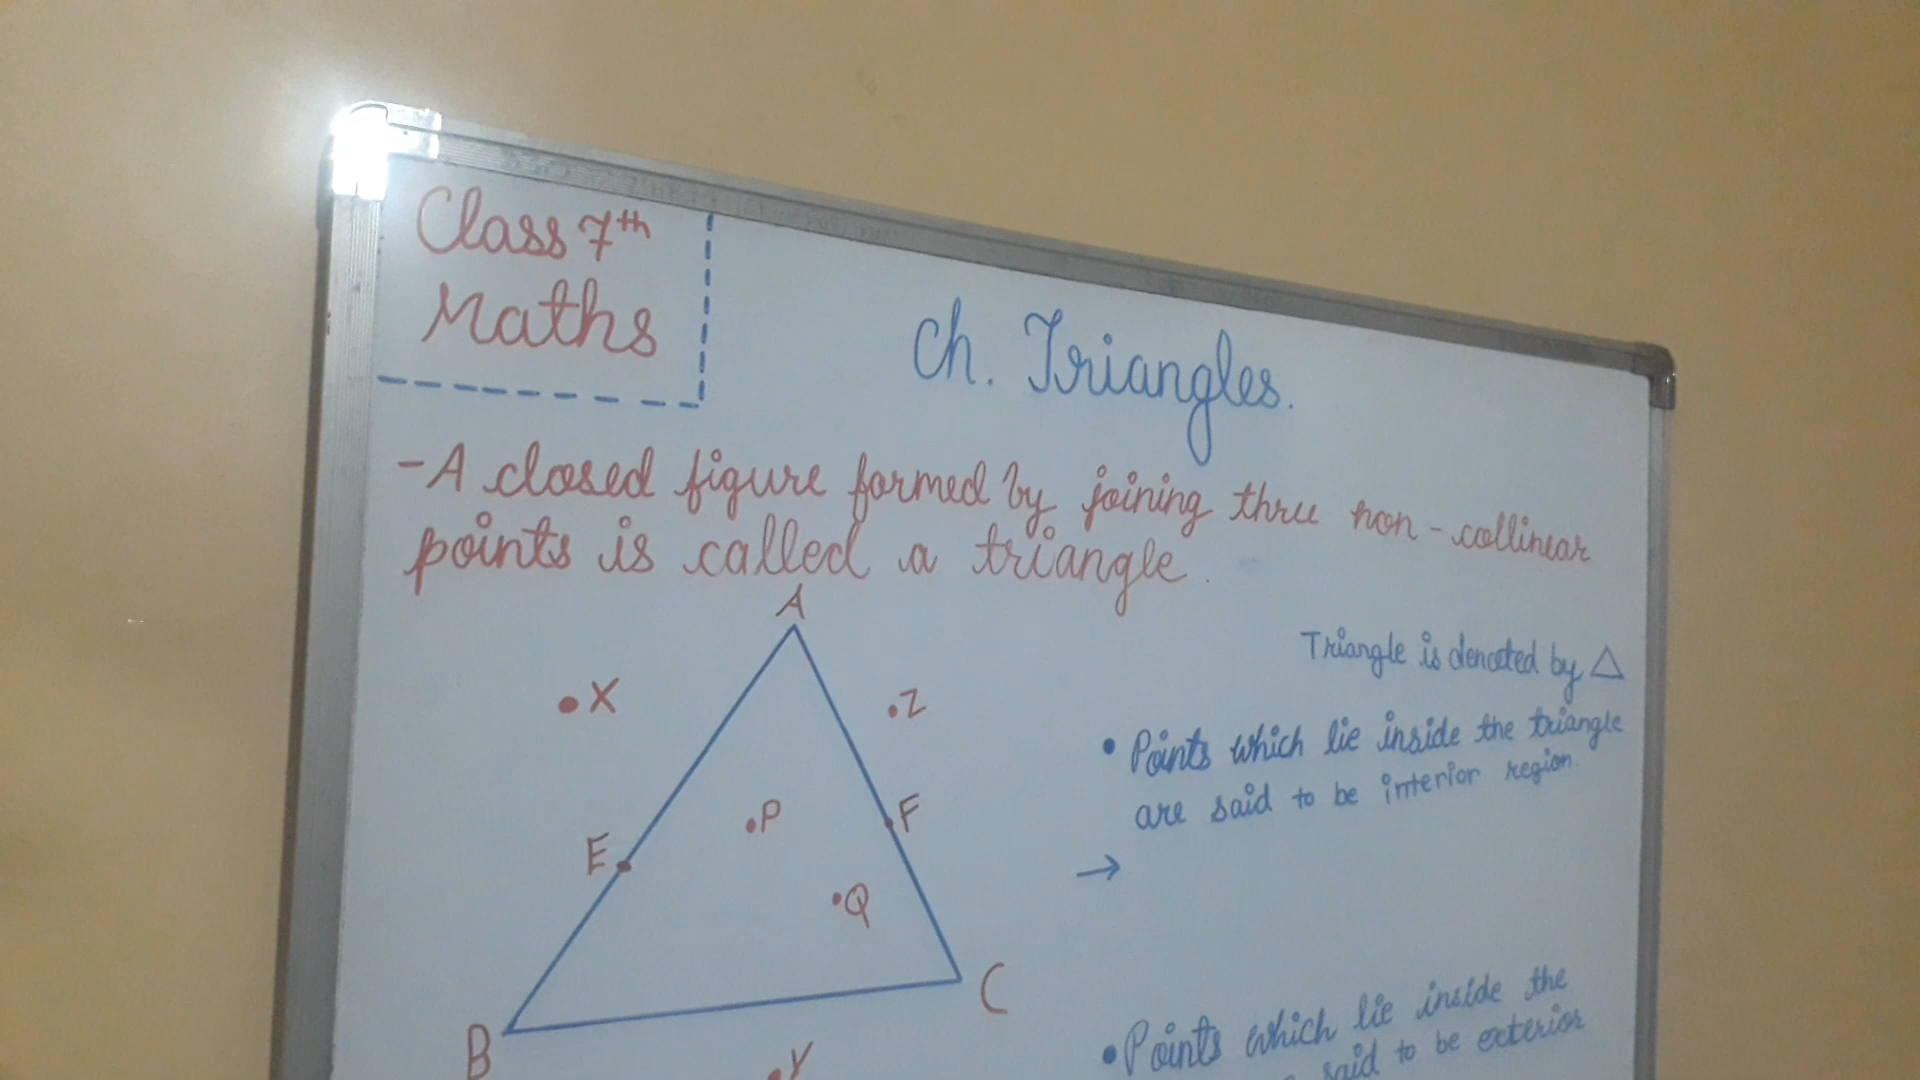 Class 7th
Maths
Ch. Triangles.
- A closed figure formed by joining three non-collinear
points is called a triangle.
A
• X
• Z
Triangle is denoted by △
• Points which lie inside the triangle
are said to be interior region.
• P
F
E
→
• Q
C
B
• Y
• Points which lie inside the
said to be exterior